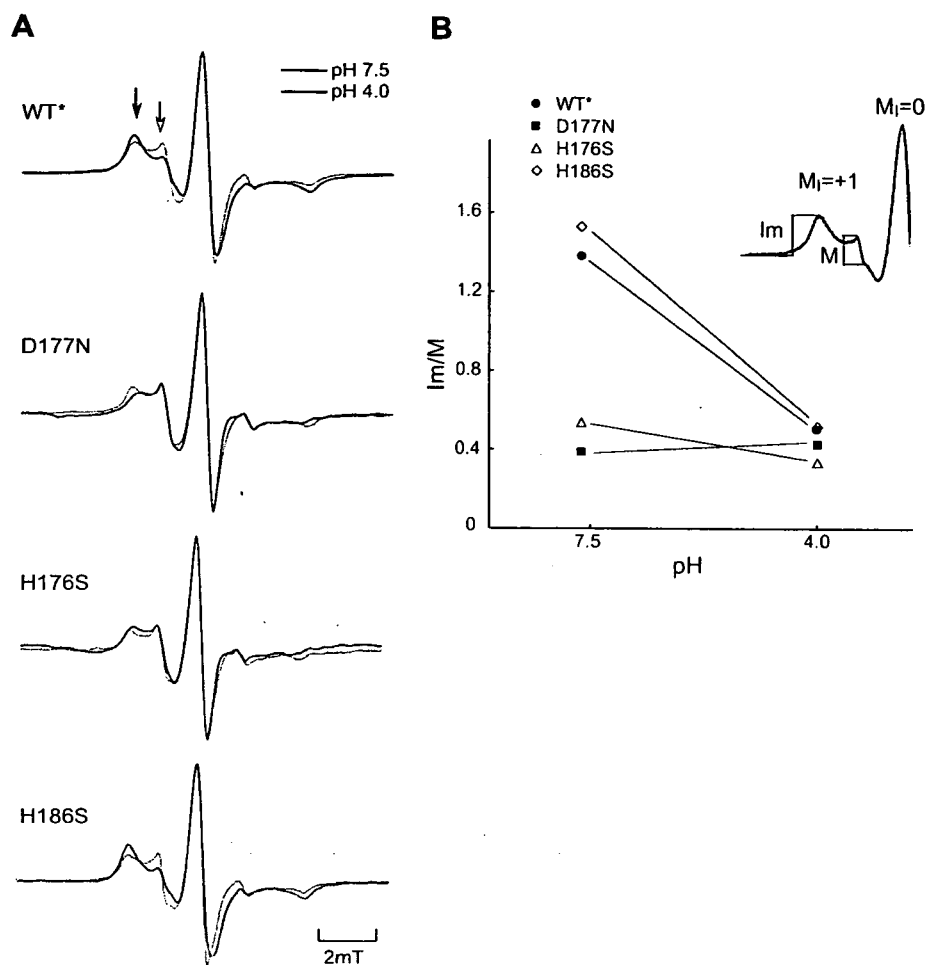 A
WT*
pH 7.5
pH 4.0
D177N
H176S
H186S
2mT
B
WT*
D177N
H176S
H186S
Im/M
1.6
1.2
0.8
0.4
0
7.5
4.0
pH
MI=0
MI=+1
Im
M